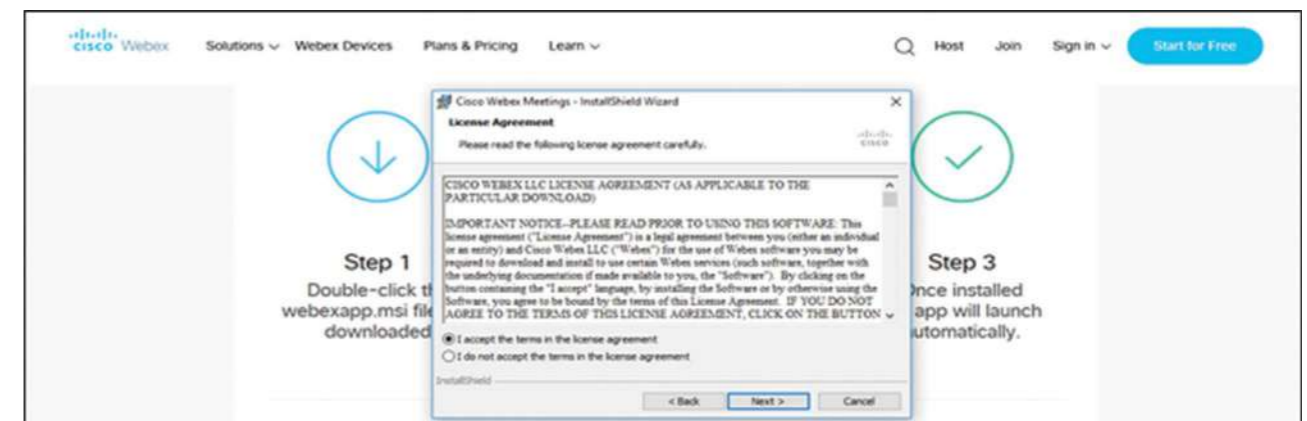 cisco Webex Solutions Webex Devices Plans & Pricing Learn Host Join Sign in Start for Free
Cisco Webex Meetings - InstallShield Wizard
License Agreement
Please read the following license agreement carefully.
cisco
CISCO WEBEX LLC LICENSE AGREEMENT (AS APPLICABLE TO THE
PARTICULAR DOWNLOAD)
IMPORTANT NOTICE--PLEASE READ PRIOR TO USING THIS SOFTWARE: This
license agreement ("License Agreement") is a legal agreement between you (either an individual
or an entity) and Cisco Webex LLC ("Webex") for the use of Webex software you may be
required to download and install to use certain Webex services (such software, together with
the underlying documentation if made available to you, the "Software"). By clicking on the
button containing the "I accept" language, by installing the Software or by otherwise using the
Software, you agree to be bound by the terms of this License Agreement. IF YOU DO NOT
AGREE TO THE TERMS OF THIS LICENSE AGREEMENT, CLICK ON THE BUTTON
I accept the terms in the license agreement
I do not accept the terms in the license agreement
InstallShield
< Back Next > Cancel
Step 1
Double-click
webexapp.msi
downloaded
Step 3
installed
app will launch